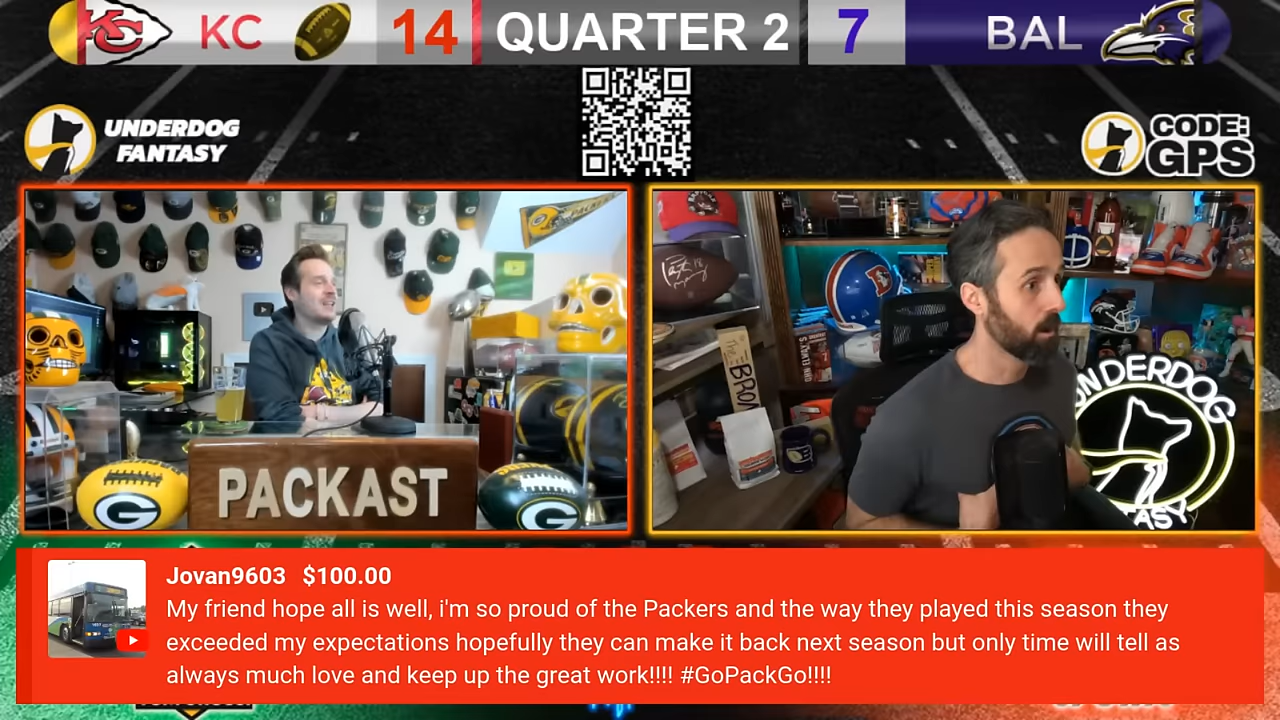 KC 14 QUARTER 2 7 BAL
UNDERDOG
FANTASY
CODE:
GPS
PACKAST
UNDERDOG
Jovan9603 $100.00
My friend hope all is well, i'm so proud of the Packers and the way they played this season they
exceeded my expectations hopefully they can make it back next season but only time will tell as
always much love and keep up the great work!!!! #GoPackGo!!!!